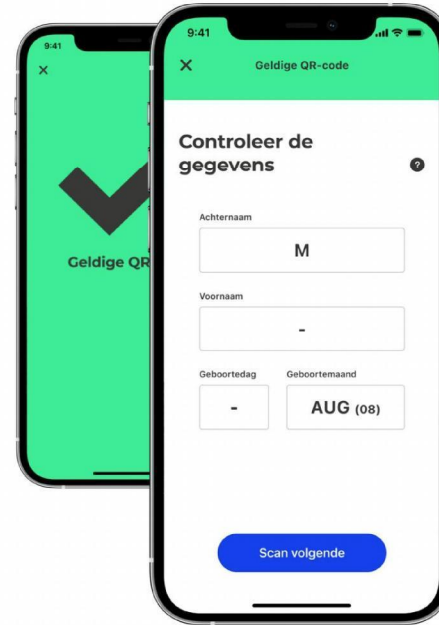 9:41
Geldige QR
9:41
Geldige QR-code
Controleer de
gegevens
?
Achternaam
M
Voornaam
-
Geboortedag Geboortemaand
- AUG (08)
Scan volgende